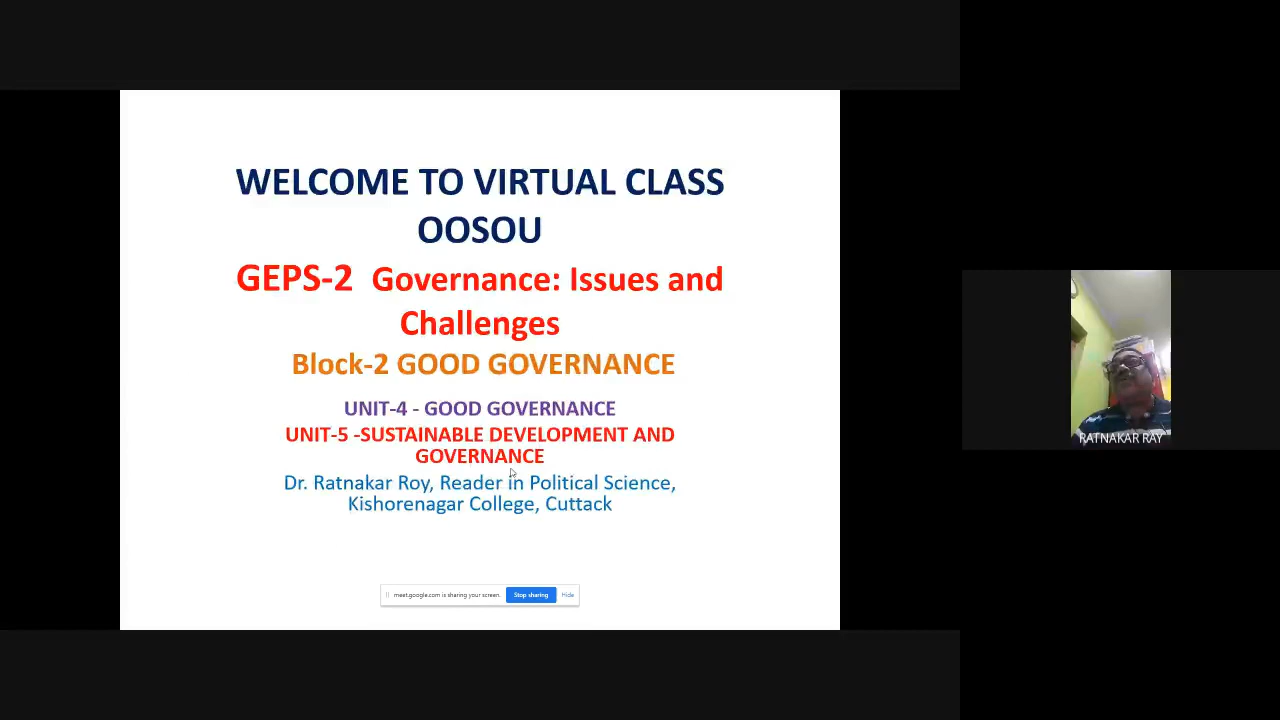 WELCOME TO VIRTUAL CLASS
OOSOU
GEPS-2 Governance: Issues and
Challenges
Block-2 GOOD GOVERNANCE
UNIT-4 - GOOD GOVERNANCE
UNIT-5 -SUSTAINABLE DEVELOPMENT AND
GOVERNANCE
Dr. Ratnakar Roy, Reader in Political Science,
Kishorenagar College, Cuttack
meet.google.com is sharing your screen. Stop sharing Hide
RATNAKAR RAY